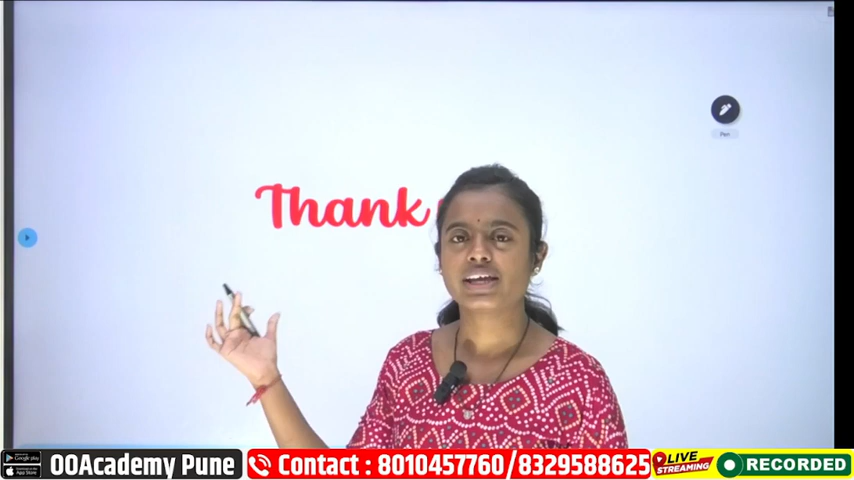 Thank
Pen
Google play
App Store
OOAcademy Pune
Contact : 8010457760/8329588625
LIVE
STREAMING
RECORDED